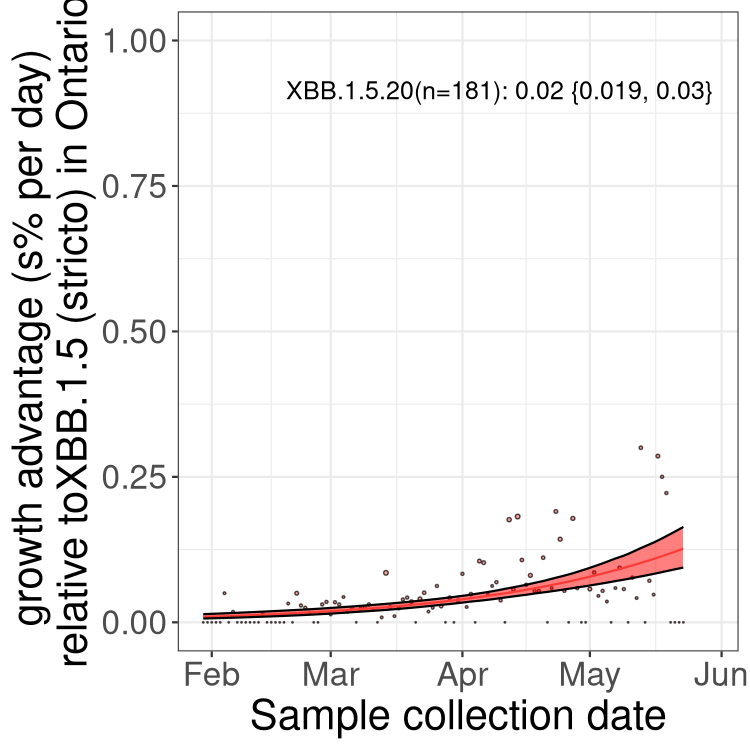 growth advantage (s% per day)
relative toXBB.1.5 (stricto) in Ontario
1.00
0.75
0.50
0.25
0.00
XBB.1.5.20(n=181): 0.02 {0.019, 0.03}
Feb Mar Apr May Jun
Sample collection date